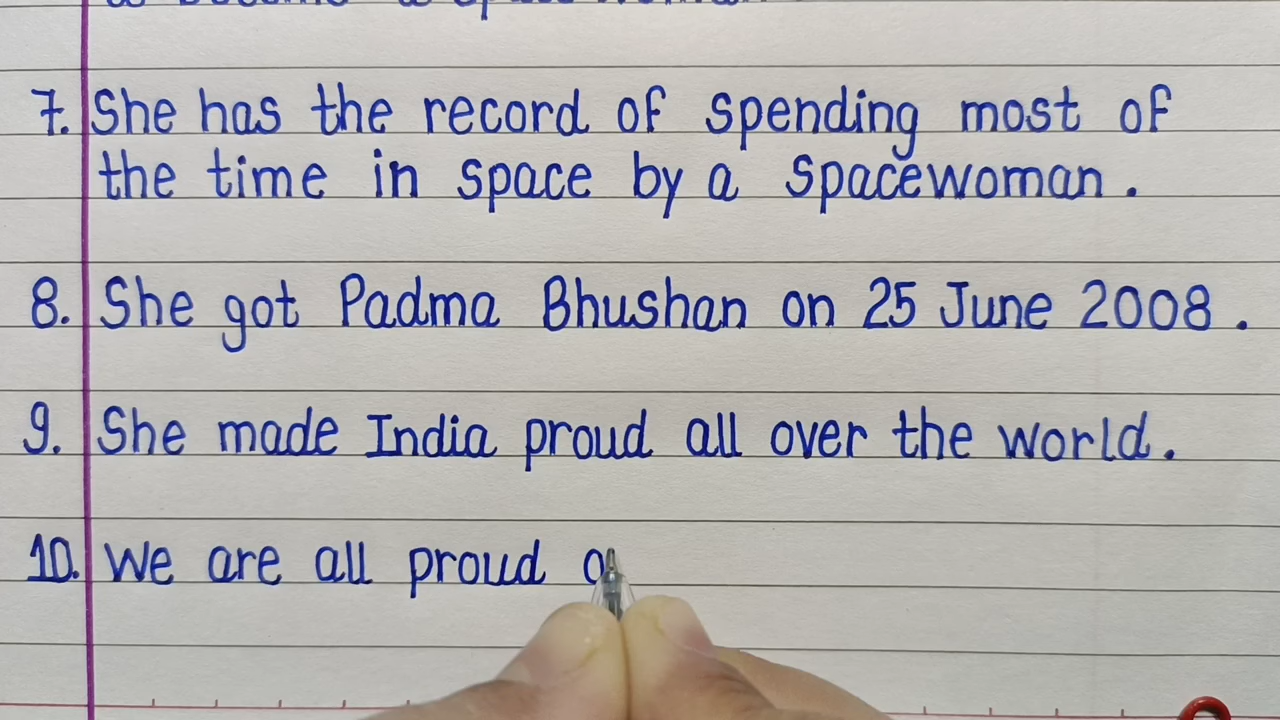 7. She has the record of spending most of
the time in space by a spacewoman.
8. She got Padma Bhushan on 25 June 2008.
9. She made India proud all over the world.
10. We are all proud o